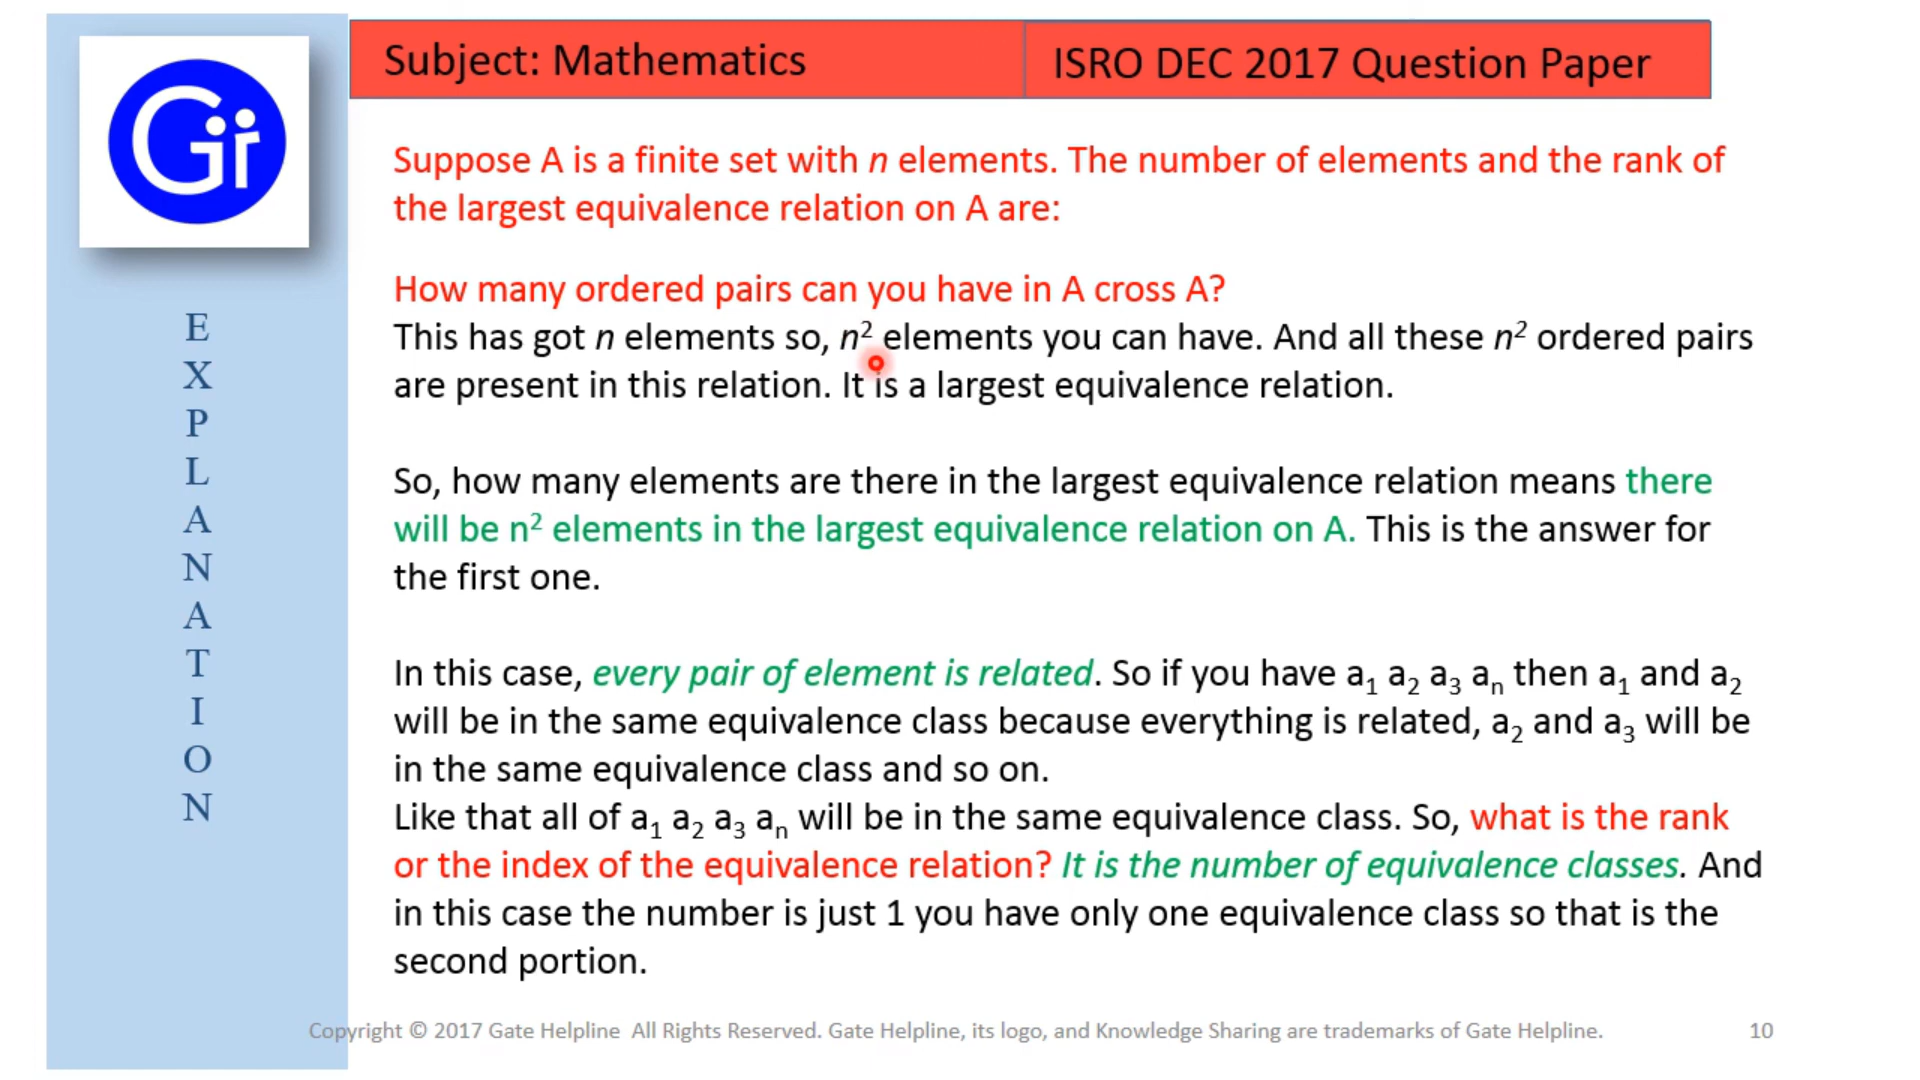 Gir
Subject: Mathematics
ISRO DEC 2017 Question Paper
EXPLANATION
Suppose A is a finite set with n elements. The number of elements and the rank of
the largest equivalence relation on A are:
How many ordered pairs can you have in A cross A?
This has got n elements so, n² elements you can have. And all these n² ordered pairs
are present in this relation. It is a largest equivalence relation.
So, how many elements are there in the largest equivalence relation means there
will be n² elements in the largest equivalence relation on A. This is the answer for
the first one.
In this case, every pair of element is related. So if you have a₁ a₂ a₃ aₙ then a₁ and a₂
will be in the same equivalence class because everything is related, a₂ and a₃ will be
in the same equivalence class and so on.
Like that all of a₁ a₂ a₃ aₙ will be in the same equivalence class. So, what is the rank
or the index of the equivalence relation? It is the number of equivalence classes. And
in this case the number is just 1 you have only one equivalence class so that is the
second portion.
Copyright © 2017 Gate Helpline All Rights Reserved. Gate Helpline, its logo, and Knowledge Sharing are trademarks of Gate Helpline.
10